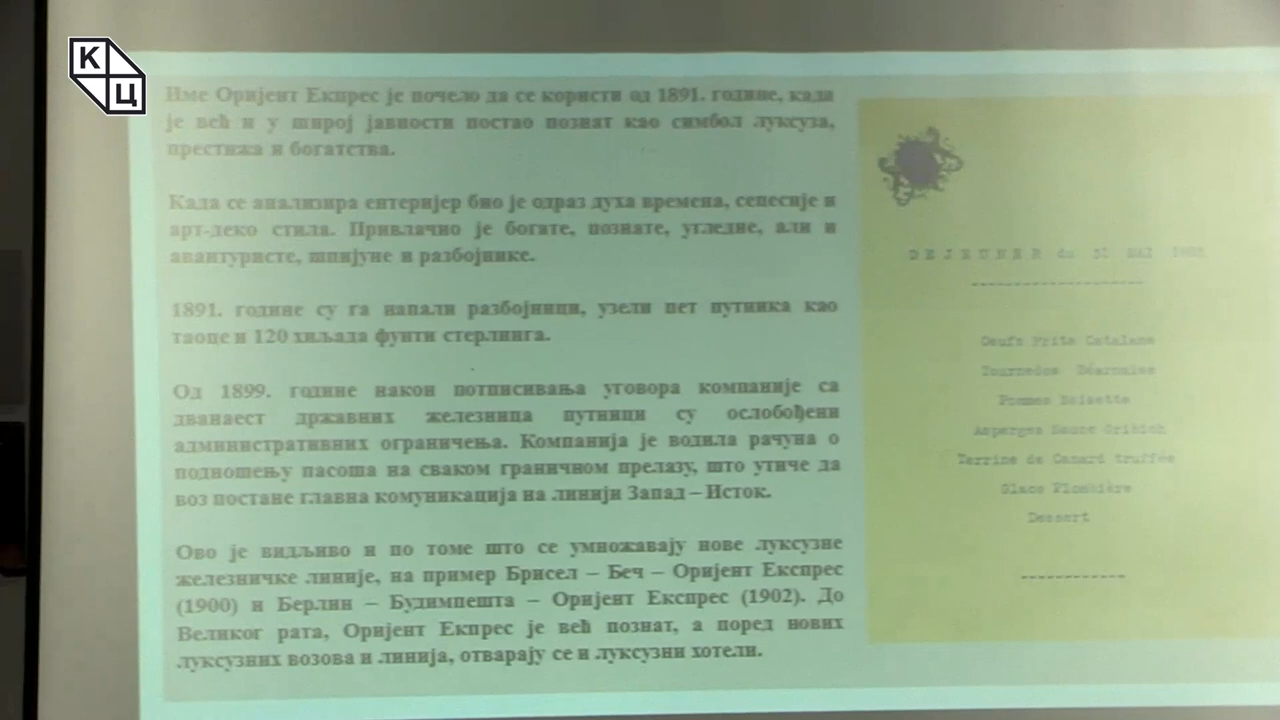 К
Ц
Име Оријент Екпрес је почело да се користи од 1891. године, када
је већ и у широј јавности постао познат као симбол луксуза,
престижа и богатства.
Када се анализира ентеријер био је одраз духа времена, сепесије и
арт-деко стила. Привлачио је богате, познате, угледне, али и
авантуристе, шпијуне и разбојнике.
1891. године су га напали разбојници, узели пет путника као
таоце и 120 хиљада фунти стерлинга.
Од 1899. године након потписивања уговора компаније са
дванаест државних железница путници су ослобођени
административних ограничења. Компанија је водила рачуна о
подношењу пасоша на сваком граничном прелазу, што утиче да
воз постане главна комуникација на линији Запад – Исток.
Ово је видљиво и по томе што се умножавају нове луксузне
железничке линије, на пример Брисел – Беч – Оријент Експрес
(1900) и Берлин – Будимпешта – Оријент Експрес (1902). До
Великог рата, Оријент Екпрес је већ познат, а поред нових
луксузних возова и линија, отварају се и луксузни хотели.
DEJEUNER du MAI
Oeufs Frits Catalane
Tournedos Béarnaise
Pommes Noisette
Asperges Sauce Gribich
Terrine de Canard truffée
Glace Plombière
Dessert